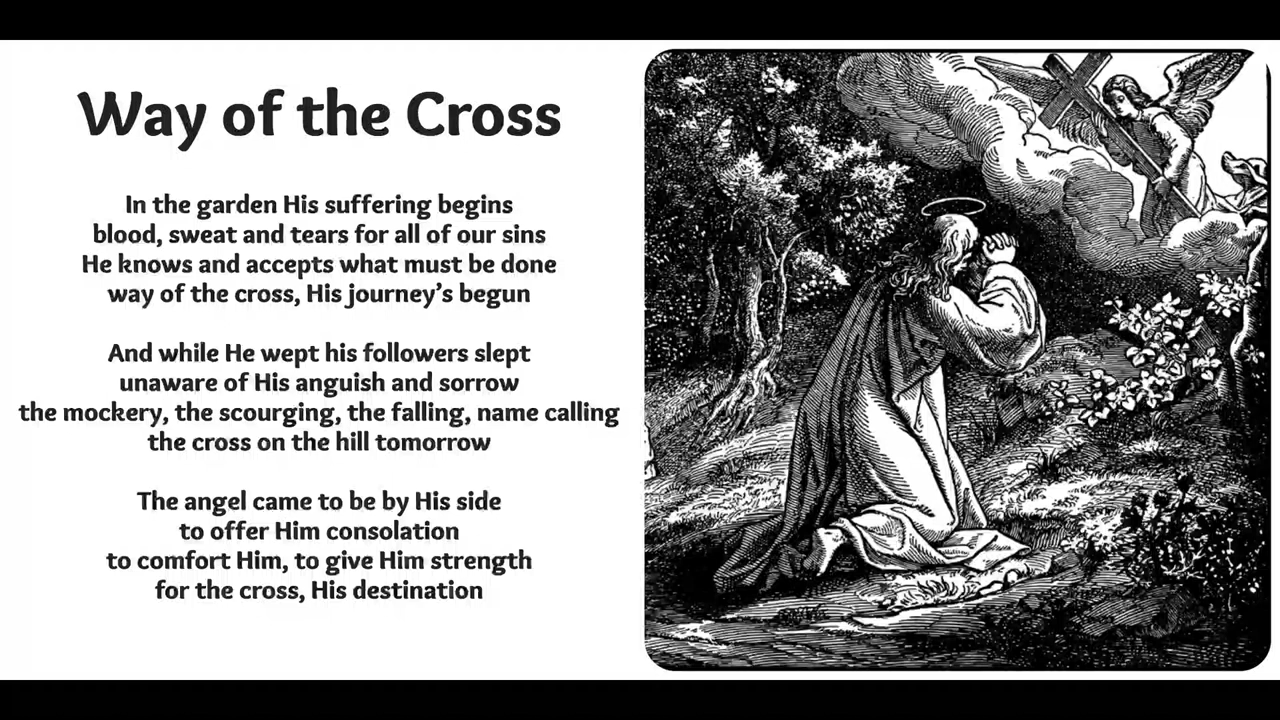 Way of the Cross
In the garden His suffering begins
blood, sweat and tears for all of our sins
He knows and accepts what must be done
way of the cross, His journey’s begun
And while He wept his followers slept
unaware of His anguish and sorrow
the mockery, the scourging, the falling, name calling
the cross on the hill tomorrow
The angel came to be by His side
to offer Him consolation
to comfort Him, to give Him strength
for the cross, His destination